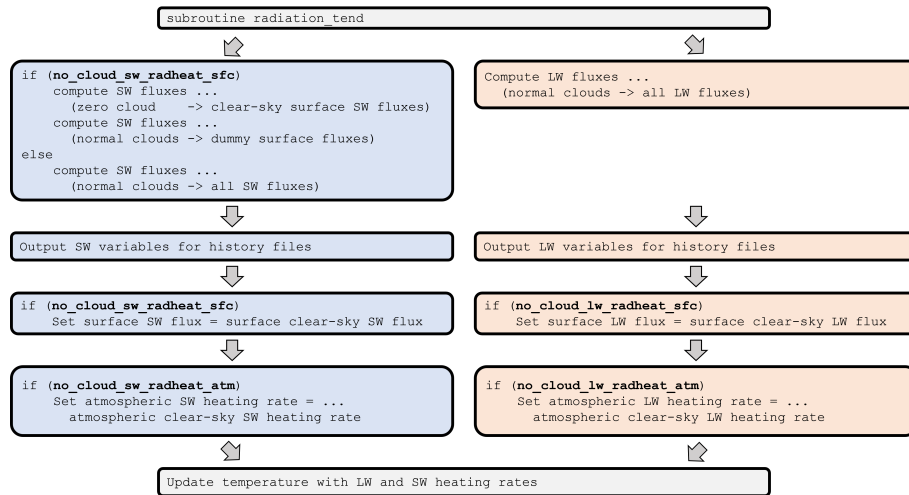 subroutine radiation_tend
if (no_cloud_sw_radheat_sfc)
compute SW fluxes ...
(zero cloud -> clear-sky surface SW fluxes)
compute SW fluxes ...
(normal clouds -> dummy surface fluxes)
else
compute SW fluxes ...
(normal clouds -> all SW fluxes)
Compute LW fluxes ...
(normal clouds -> all LW fluxes)
Output SW variables for history files
Output LW variables for history files
if (no_cloud_sw_radheat_sfc)
Set surface SW flux = surface clear-sky SW flux
if (no_cloud_lw_radheat_sfc)
Set surface LW flux = surface clear-sky LW flux
if (no_cloud_sw_radheat_atm)
Set atmospheric SW heating rate = ...
atmospheric clear-sky SW heating rate
if (no_cloud_lw_radheat_atm)
Set atmospheric LW heating rate = ...
atmospheric clear-sky LW heating rate
Update temperature with LW and SW heating rates